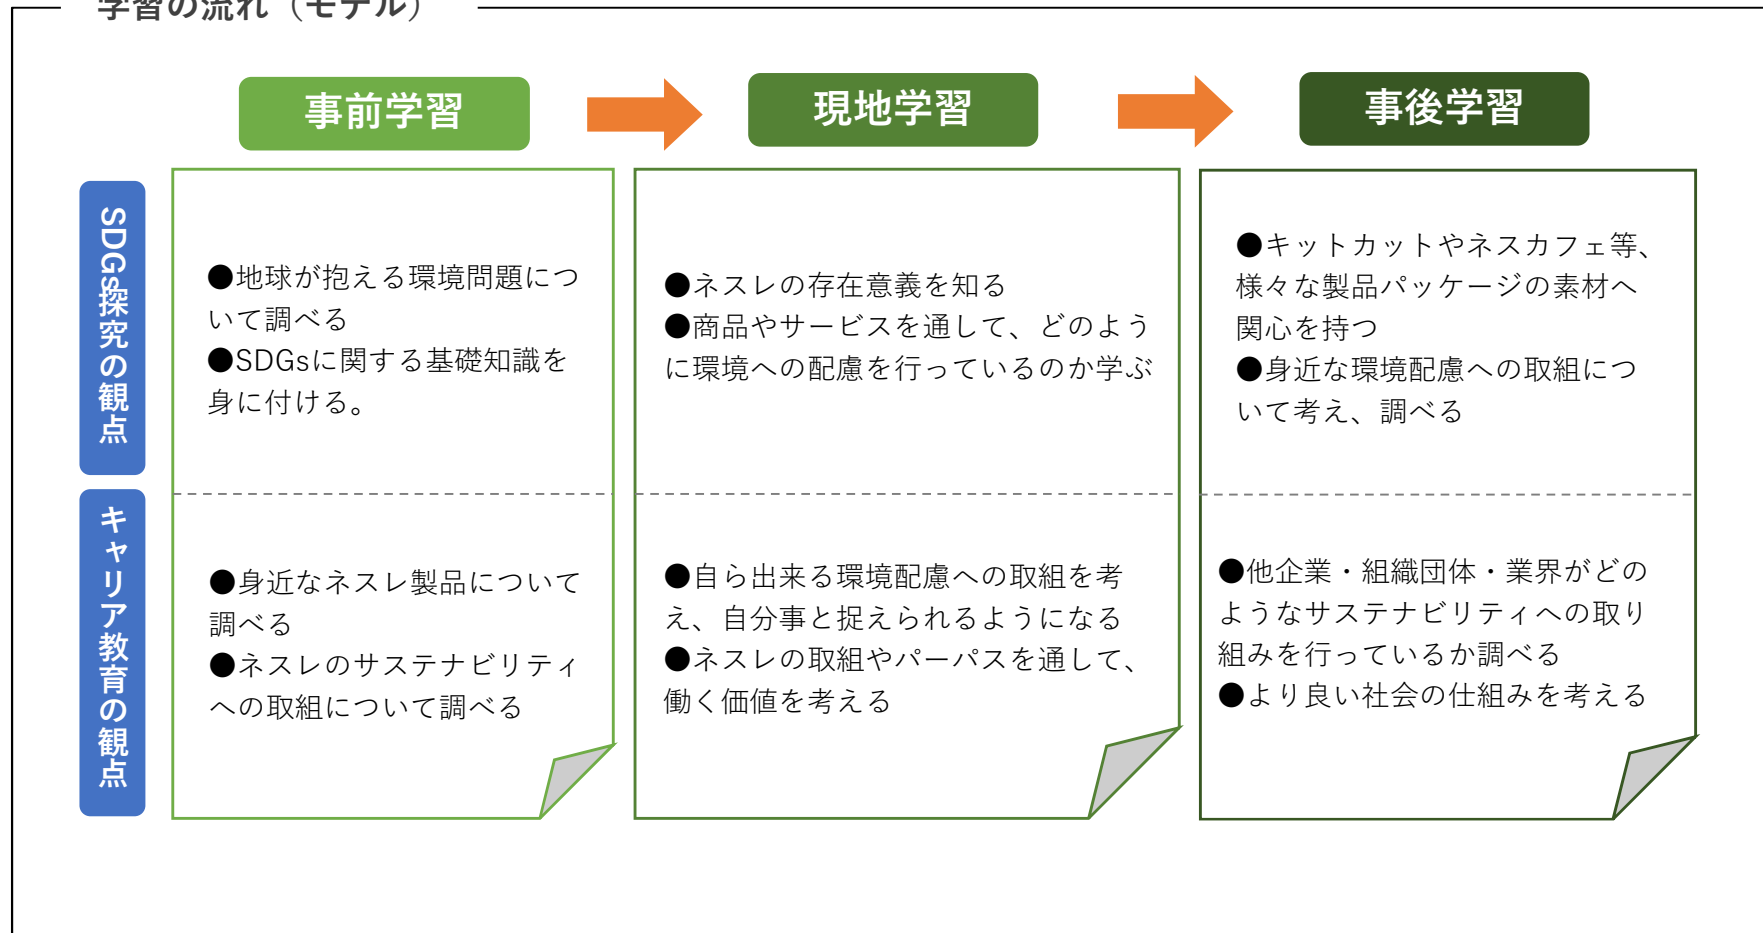 学習の流れ（モデル）
事前学習
現地学習
事後学習
SDGs探究の観点
●地球が抱える環境問題につ
いて調べる
●SDGsに関する基礎知識を
身に付ける。
●ネスレの存在意義を知る
●商品やサービスを通して、どのよう
に環境への配慮を行っているのか学ぶ
●キットカットやネスカフェ等、
様々な製品パッケージの素材へ
関心を持つ
●身近な環境配慮への取組につ
いて考え、調べる
キャリア教育の観点
●身近なネスレ製品について
調べる
●ネスレのサステナビリティ
への取組について調べる
●自ら出来る環境配慮への取組を考
え、自分事と捉えられるようになる
●ネスレの取組やパーパスを通して、
働く価値を考える
●他企業・組織団体・業界がどの
ようなサステナビリティへの取り
組みを行っているか調べる
●より良い社会の仕組みを考える